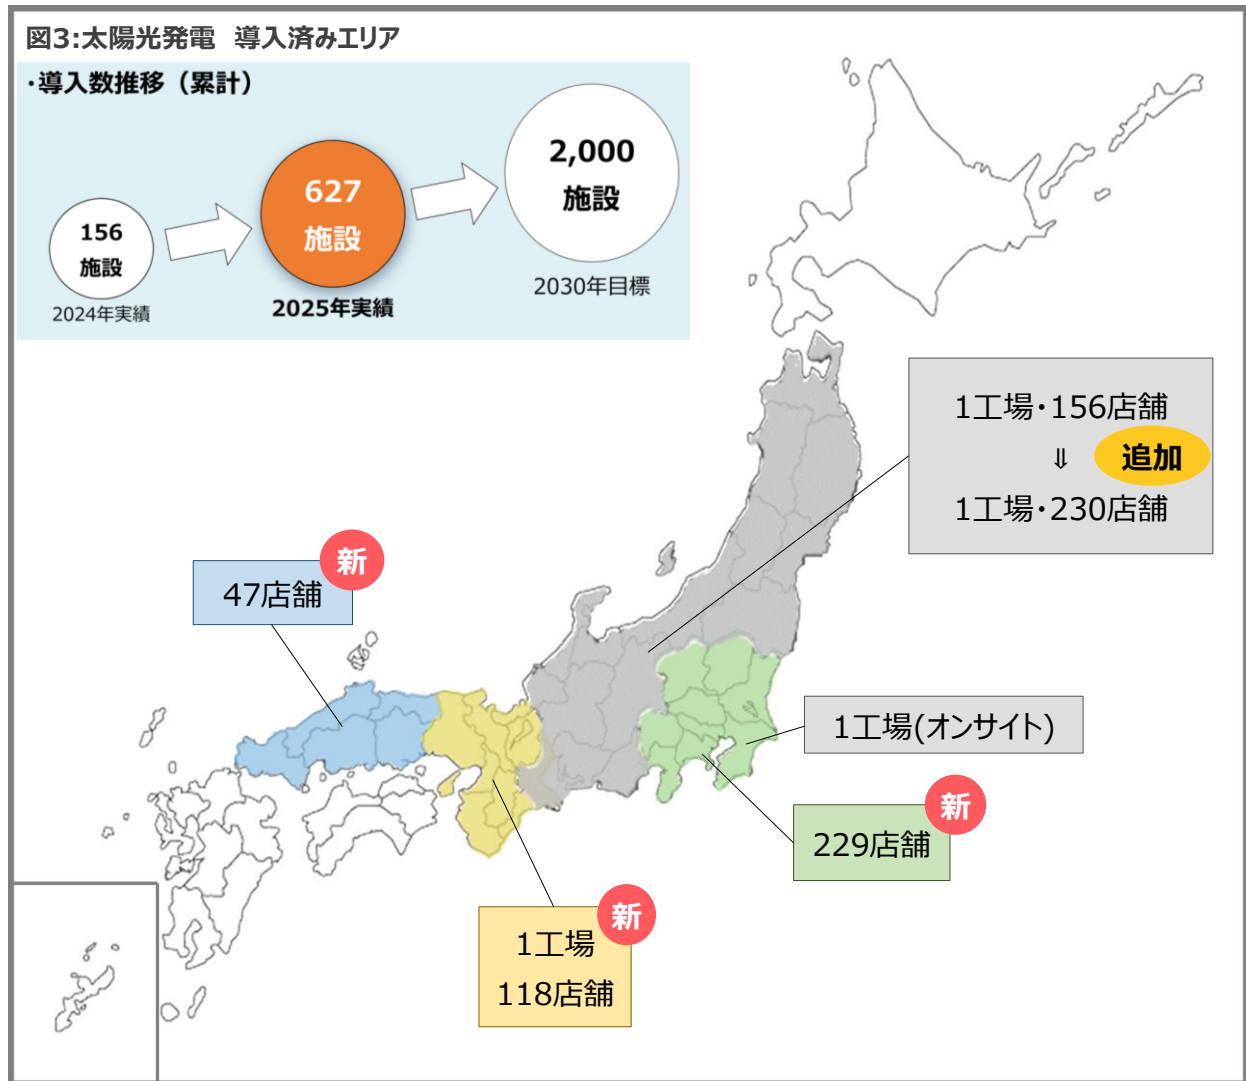 図3:太陽光発電　導入済みエリア
・導入数推移（累計）
156
施設
2024年実績
627
施設
2025年実績
2,000
施設
2030年目標
1工場・156店舗
⇓ 追加
1工場・230店舗
新
47店舗
1工場(オンサイト)
新
229店舗
新
1工場
118店舗